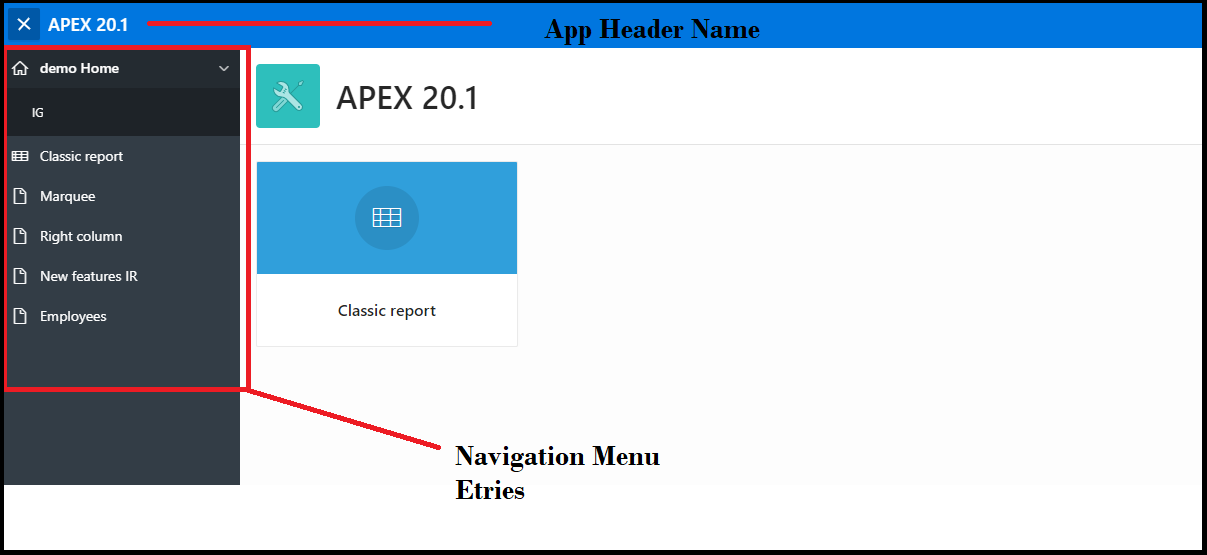 APEX 20.1
App Header Name
demo Home
APEX 20.1
IG
Classic report
Marquee
Right column
New features IR
Employees
Classic report
Navigation Menu
Etries